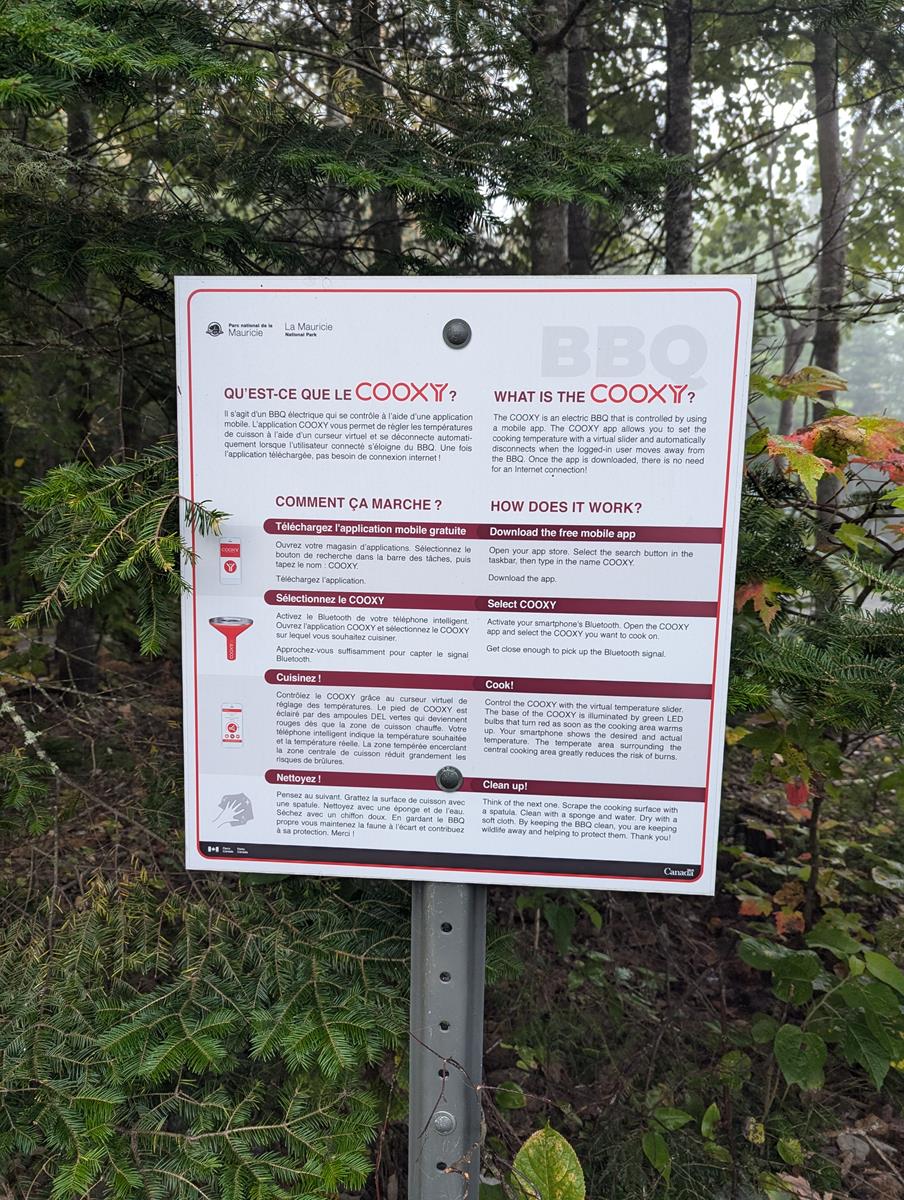 Parc national de la
Mauricie
La Mauricie
National Park
BBQ
QU'EST-CE QUE LE COOXY ?
Il s'agit d'un BBQ électrique qui se contrôle à l'aide d'une application
mobile. L'application COOXY vous permet de régler les températures
de cuisson à l'aide d'un curseur virtuel et se déconnecte automati-
quement lorsque l'utilisateur connecté s'éloigne du BBQ. Une fois
l'application téléchargée, pas besoin de connexion internet !
WHAT IS THE COOXY?
The COOXY is an electric BBQ that is controlled by using
a mobile app. The COOXY app allows you to set the
cooking temperature with a virtual slider and automatically
disconnects when the logged-in user moves away from
the BBQ. Once the app is downloaded, there is no need
for an Internet connection!
COMMENT ÇA MARCHE ?
HOW DOES IT WORK?
Téléchargez l'application mobile gratuite
Download the free mobile app
COOXY
Ouvrez votre magasin d'applications. Sélectionnez le
bouton de recherche dans la barre des tâches, puis
tapez le nom : COOXY.
Téléchargez l'application.
Open your app store. Select the search button in the
taskbar, then type in the name COOXY.
Download the app.
Sélectionnez le COOXY
Select COOXY
COOXY
Activez le Bluetooth de votre téléphone intelligent.
Ouvrez l'application COOXY et sélectionnez le COOXY
sur lequel vous souhaitez cuisiner.
Approchez-vous suffisamment pour capter le signal
Bluetooth.
Activate your smartphone's Bluetooth. Open the COOXY
app and select the COOXY you want to cook on.
Get close enough to pick up the Bluetooth signal.
Cuisinez !
Cook!
Contrôlez le COOXY grâce au curseur virtuel de
réglage des températures. Le pied de COOXY est
éclairé par des ampoules DEL vertes qui deviennent
rouges dès que la zone de cuisson chauffe. Votre
téléphone intelligent indique la température souhaitée
et la température réelle. La zone tempérée encerclant
la zone centrale de cuisson réduit grandement les
risques de brûlures.
Control the COOXY with the virtual temperature slider.
The base of the COOXY is illuminated by green LED
bulbs that turn red as soon as the cooking area warms
up. Your smartphone shows the desired and actual
temperature. The temperate area surrounding the
central cooking area greatly reduces the risk of burns.
Nettoyez !
Clean up!
Pensez au suivant. Grattez la surface de cuisson avec
une spatule. Nettoyez avec une éponge et de l'eau.
Séchez avec un chiffon doux. En gardant le BBQ
propre vous maintenez la faune à l'écart et contribuez
à sa protection. Merci !
Think of the next one. Scrape the cooking surface with
a spatula. Clean with a sponge and water. Dry with a
soft cloth. By keeping the BBQ clean, you are keeping
wildlife away and helping to protect them. Thank you!
Parcs
Canada
Parks
Canada
Canada